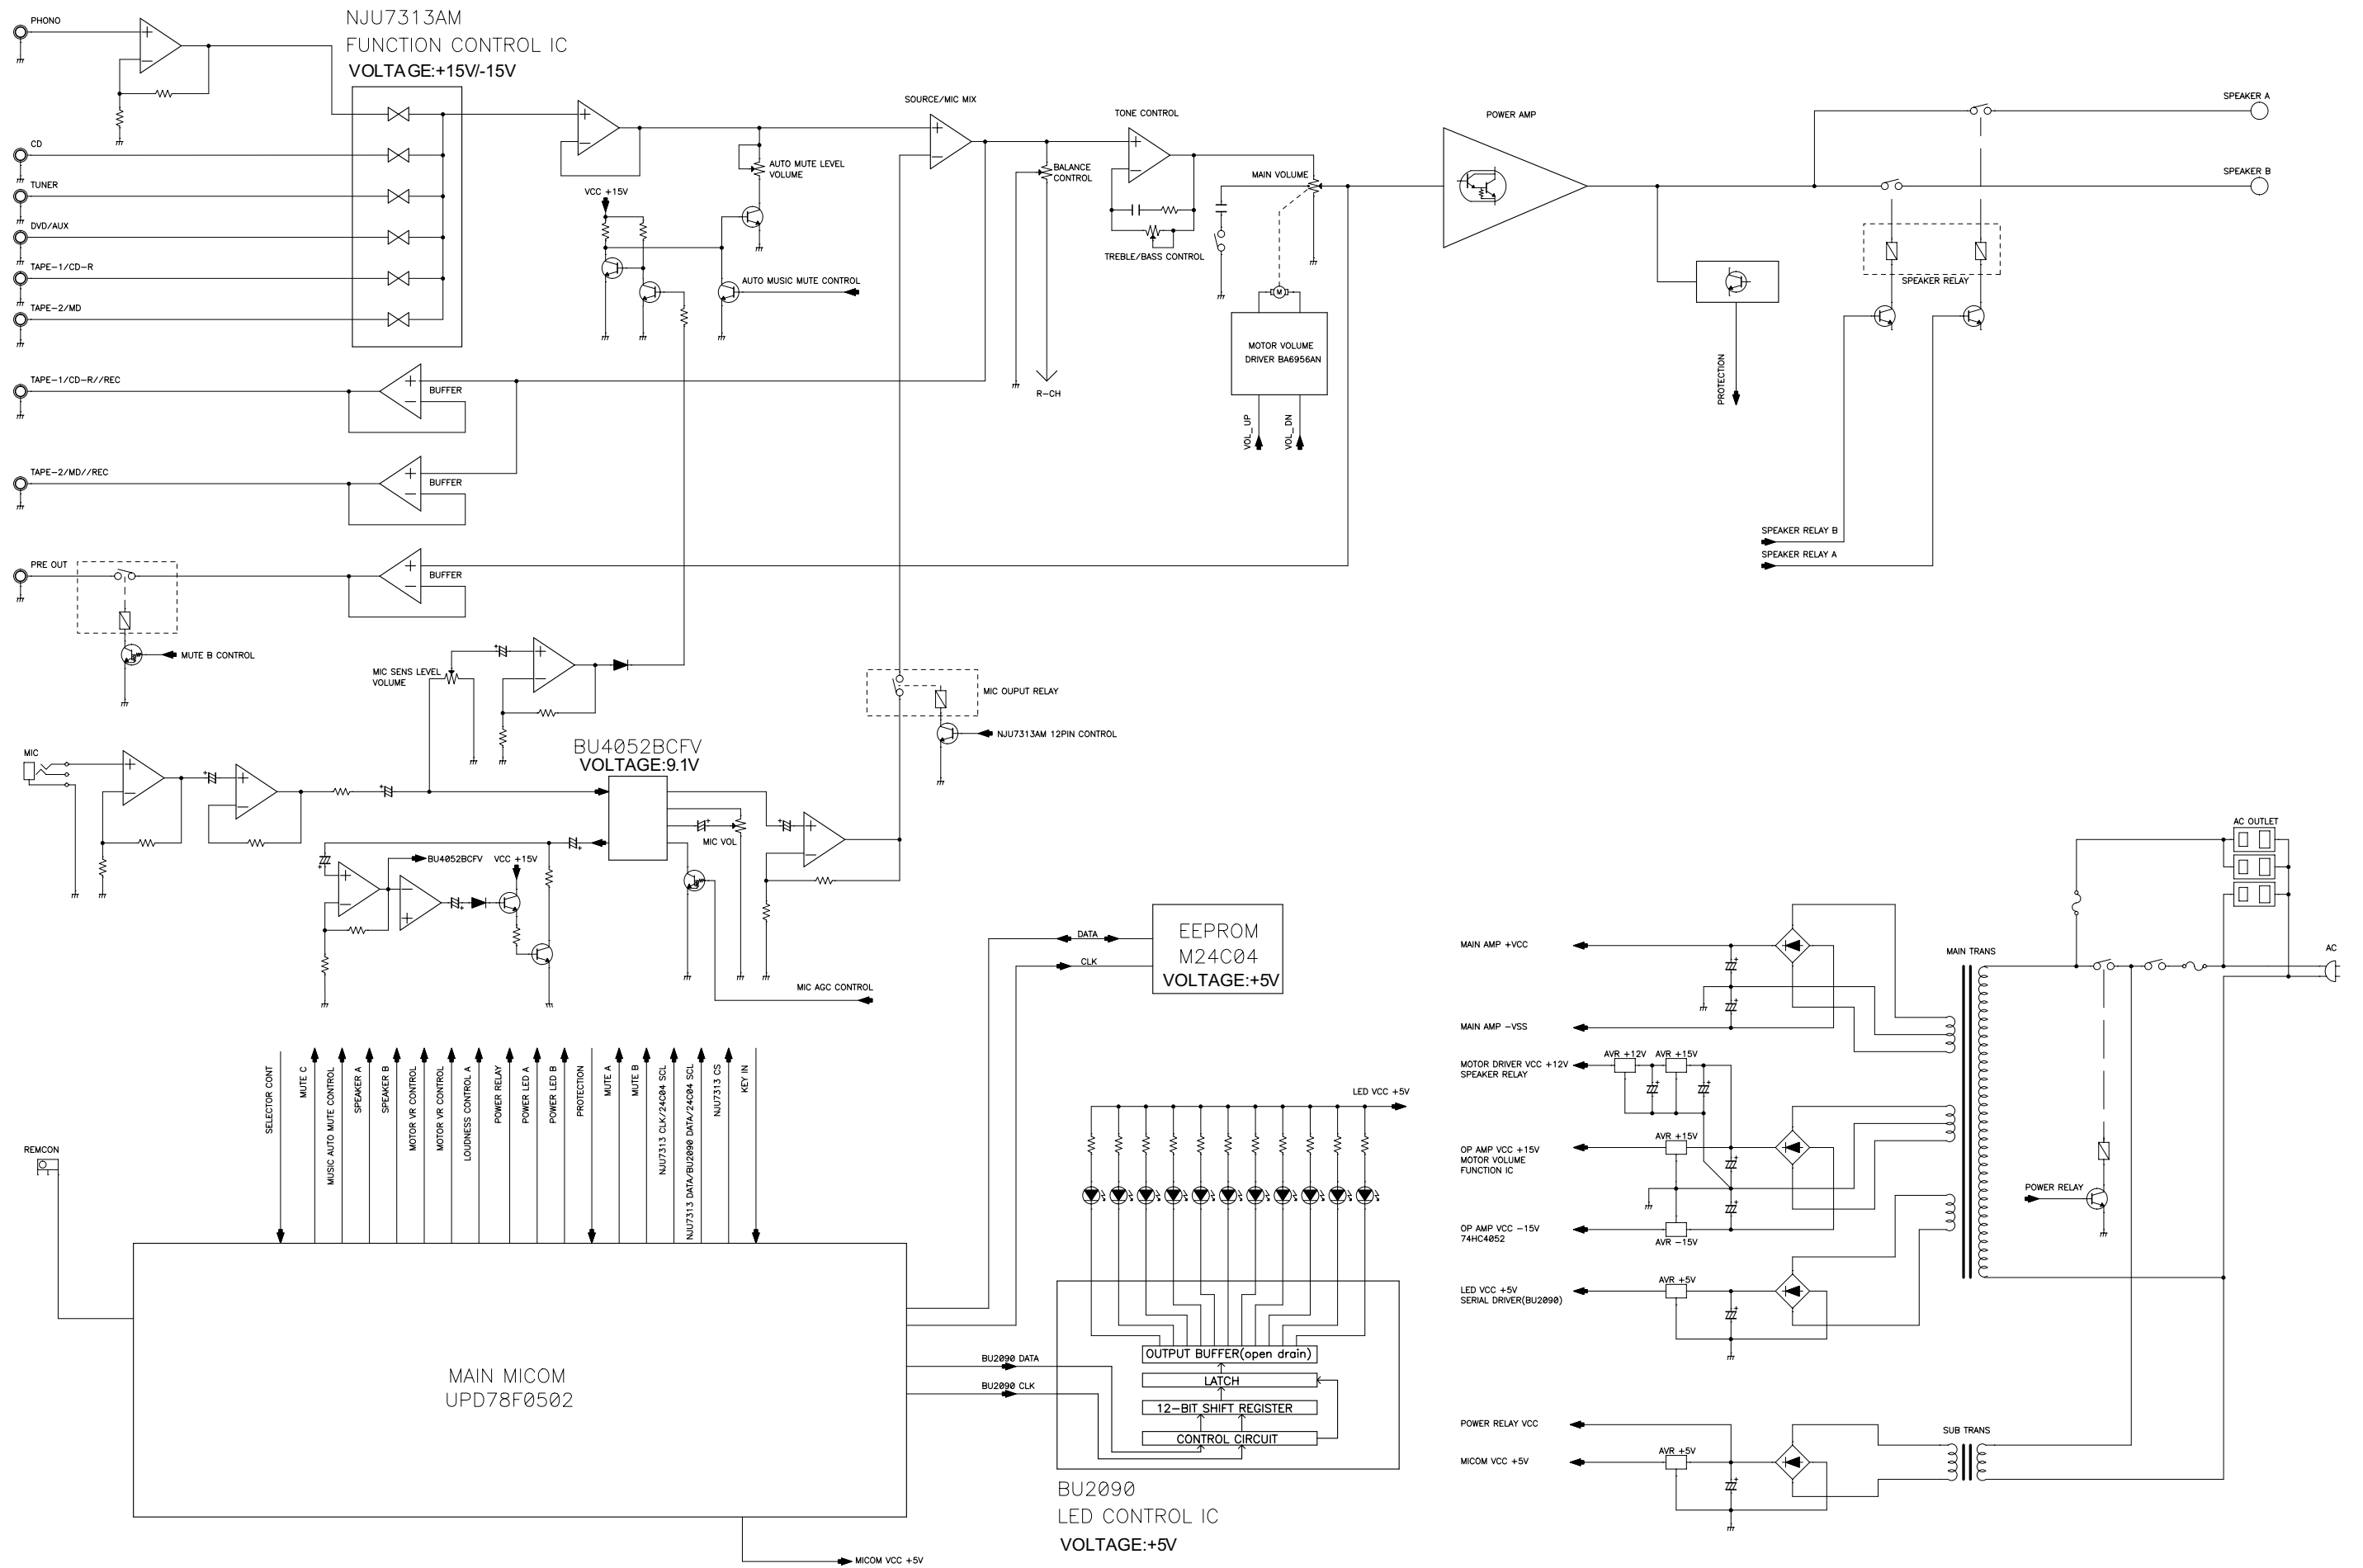 NJU7313AM
FUNCTION CONTROL IC
VOLTAGE:+15V/-15V
PHONO
CD
TUNER
DVD/AUX
TAPE-1/CD-R
TAPE-2/MD
TAPE-1/CD-R//REC
TAPE-2/MD//REC
PRE OUT
BUFFER
BUFFER
BUFFER
MUTE B CONTROL
VCC +15V
AUTO MUTE LEVEL
VOLUME
AUTO MUSIC MUTE CONTROL
SOURCE/MIC MIX
BALANCE
CONTROL
R-CH
TONE CONTROL
TREBLE/BASS CONTROL
MAIN VOLUME
M
MOTOR VOLUME
DRIVER BA6956AN
VOL_UP
VOL_DN
POWER AMP
PROTECTION
SPEAKER A
SPEAKER B
SPEAKER RELAY
SPEAKER RELAY B
SPEAKER RELAY A
MIC SENS LEVEL
VOLUME
MIC OUPUT RELAY
NJU7313AM 12PIN CONTROL
MIC
BU4052BCFV
VOLTAGE:9.1V
MIC VOL
BU4052BCFV
VCC +15V
MIC AGC CONTROL
EEPROM
M24C04
VOLTAGE:+5V
DATA
CLK
SELECTOR CONT
MUTE C
MUSIC AUTO MUTE CONTROL
SPEAKER A
SPEAKER B
MOTOR VR CONTROL
MOTOR VR CONTROL
LOUDNESS CONTROL A
POWER RELAY
POWER LED A
POWER LED B
PROTECTION
MUTE A
MUTE B
NJU7313 CLK/24C04 SCL
NJU7313 DATA/BU2090 DATA/24C04 SCL
NJU7313 CS
KEY IN
REMCON
MAIN MICOM
UPD78F0502
MICOM VCC +5V
BU2090 DATA
BU2090 CLK
LED VCC +5V
OUTPUT BUFFER(open drain)
LATCH
12-BIT SHIFT REGISTER
CONTROL CIRCUIT
BU2090
LED CONTROL IC
VOLTAGE:+5V
AC OUTLET
AC
MAIN TRANS
MAIN AMP +VCC
MAIN AMP -VSS
MOTOR DRIVER VCC +12V
SPEAKER RELAY
AVR +12V
AVR +15V
OP AMP VCC +15V
MOTOR VOLUME
FUNCTION IC
AVR +15V
OP AMP VCC -15V
74HC4052
AVR -15V
LED VCC +5V
SERIAL DRIVER(BU2090)
AVR +5V
POWER RELAY
POWER RELAY VCC
MICOM VCC +5V
AVR +5V
SUB TRANS